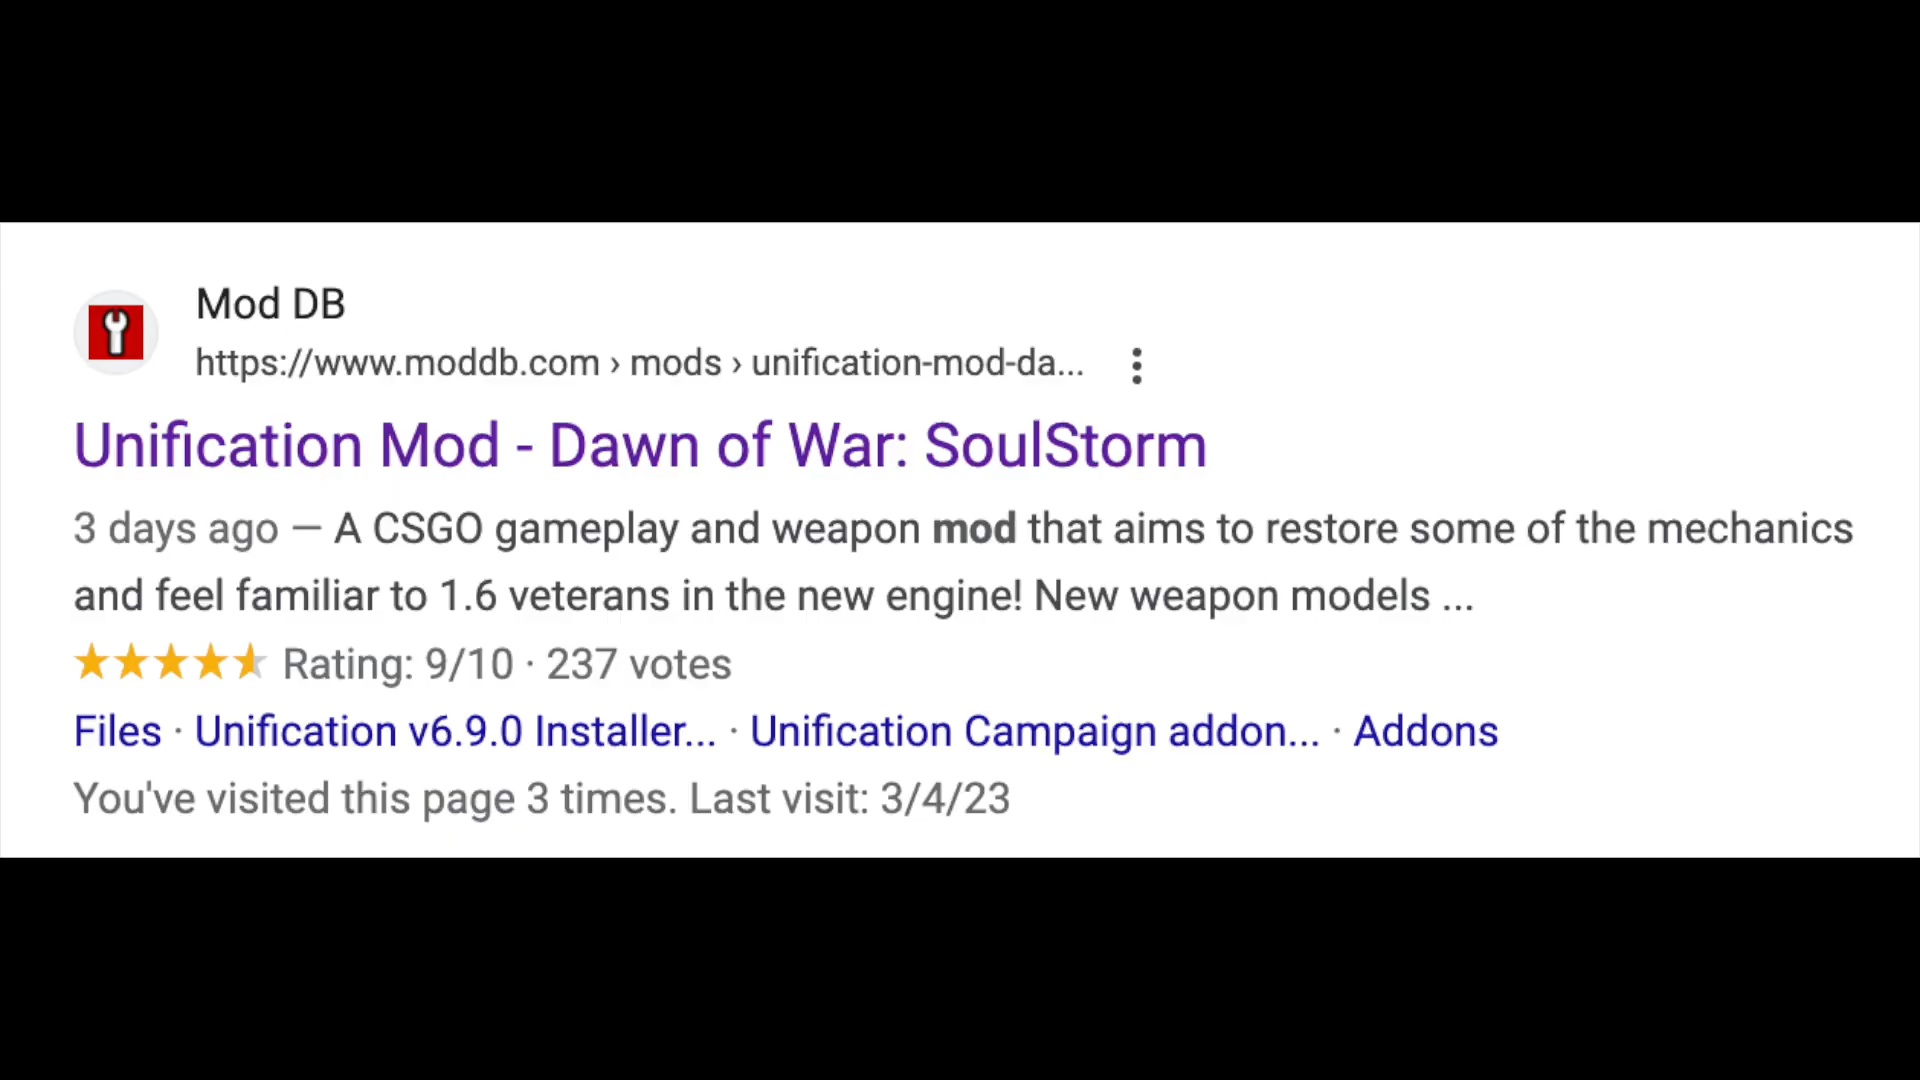 Mod DB
https://www.moddb.com › mods › unification-mod-da...
Unification Mod - Dawn of War: SoulStorm
3 days ago — A CSGO gameplay and weapon mod that aims to restore some of the mechanics
and feel familiar to 1.6 veterans in the new engine! New weapon models ...
Rating: 9/10 · 237 votes
Files · Unification v6.9.0 Installer... · Unification Campaign addon... · Addons
You've visited this page 3 times. Last visit: 3/4/23